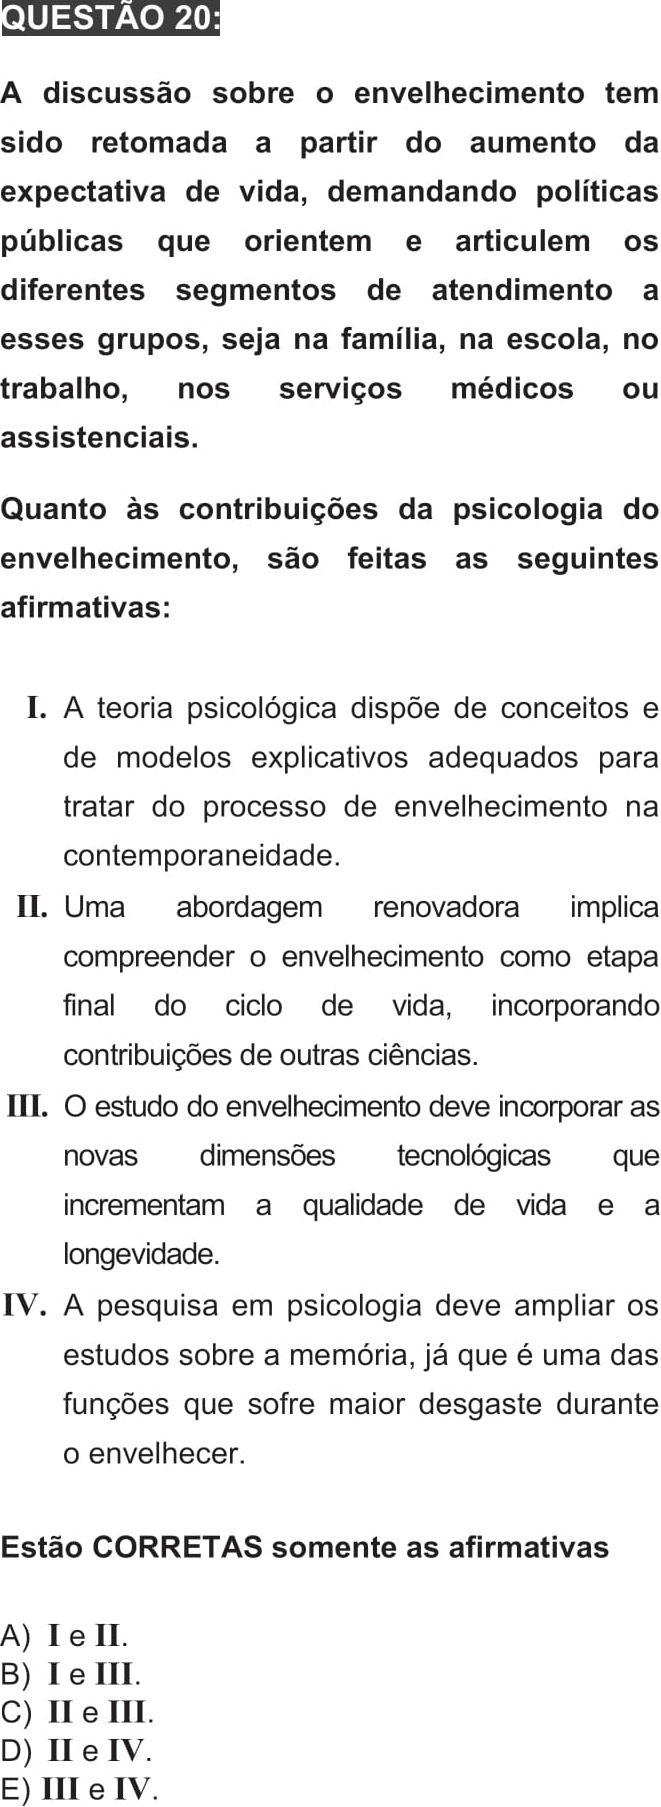 QUESTÃO 20:
A discussão sobre o envelhecimento tem
sido retomada a partir do aumento da
expectativa de vida, demandando políticas
públicas que orientem e articulem os
diferentes segmentos de atendimento a
esses grupos, seja na família, na escola, no
trabalho, nos serviços médicos ou
assistenciais.
Quanto às contribuições da psicologia do
envelhecimento, são feitas as seguintes
afirmativas:
I. A teoria psicológica dispõe de conceitos e
de modelos explicativos adequados para
tratar do processo de envelhecimento na
contemporaneidade.
II. Uma abordagem renovadora implica
compreender o envelhecimento como etapa
final do ciclo de vida, incorporando
contribuições de outras ciências.
III. O estudo do envelhecimento deve incorporar as
novas dimensões tecnológicas que
incrementam a qualidade de vida e a
longevidade.
IV. A pesquisa em psicologia deve ampliar os
estudos sobre a memória, já que é uma das
funções que sofre maior desgaste durante
o envelhecer.
Estão CORRETAS somente as afirmativas
A) I e II.
B) I e III.
C) II e III.
D) II e IV.
E) III e IV.